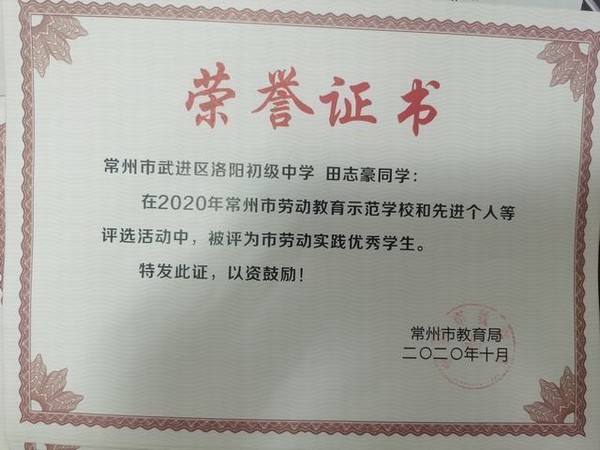 荣誉证书
常州市武进区洛阳初级中学 田志豪同学：
在2020年常州市劳动教育示范学校和先进个人等
评选活动中，被评为市劳动实践优秀学生。
特发此证，以资鼓励！
常州市教育局
二〇二〇年十月